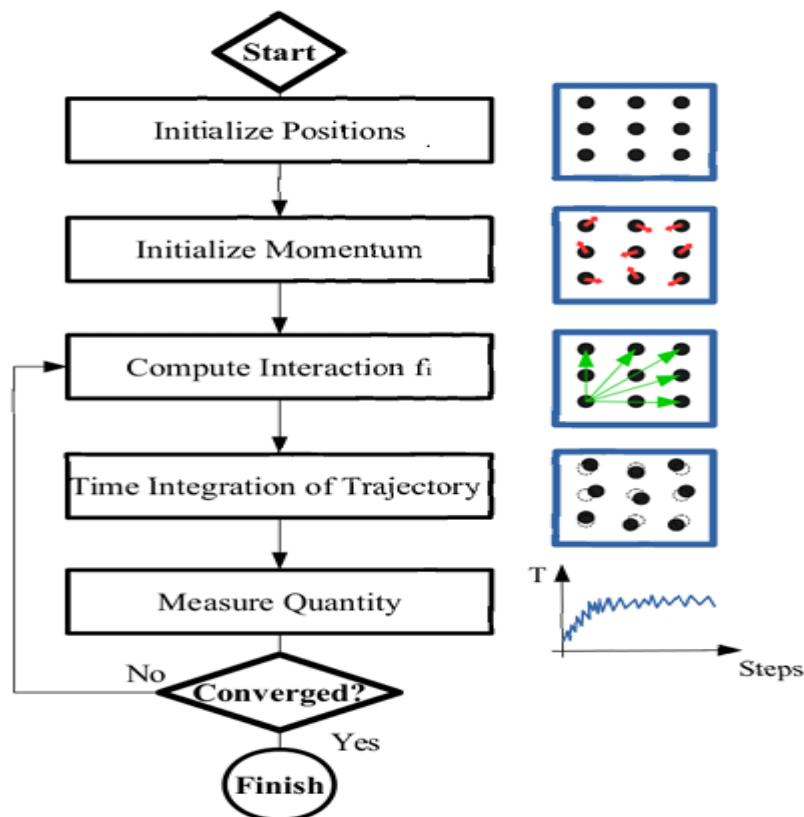 Start
Initialize Positions
Initialize Momentum
Compute Interaction fi
Time Integration of Trajectory
Measure Quantity
T
Steps
No
Converged?
Yes
Finish